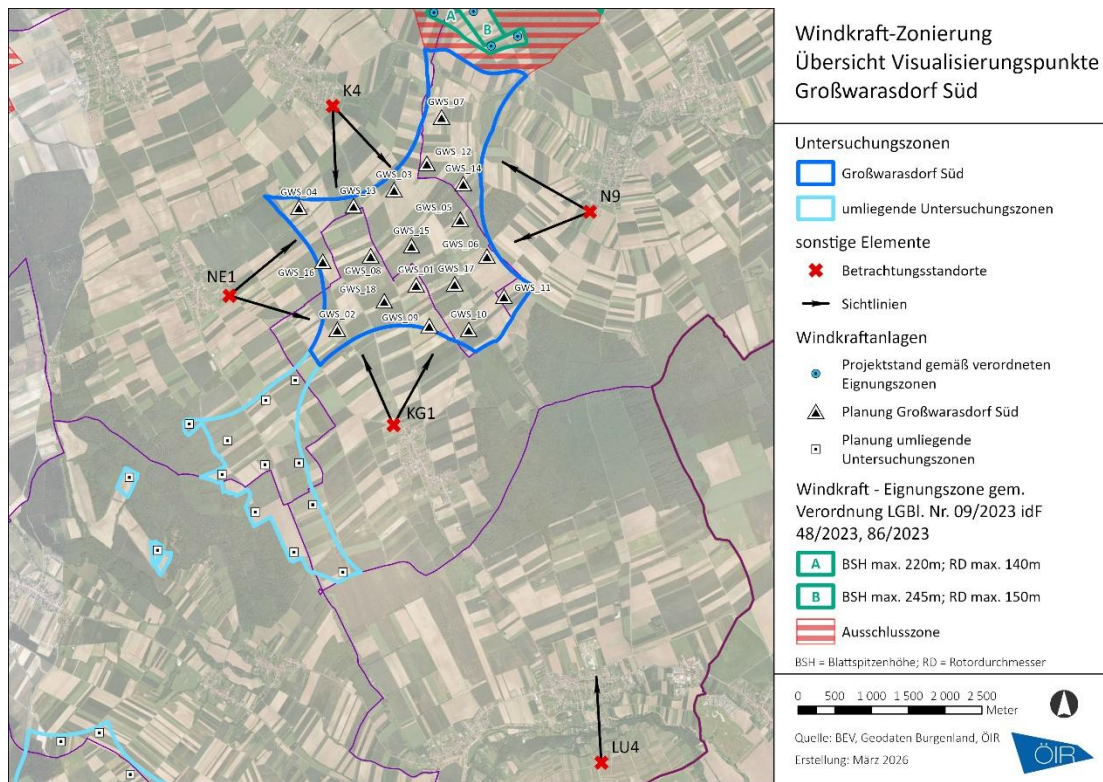 A
B
K4
GWS_07
GWS_12
GWS_14
GWS_03
GWS_13
GWS_04
N9
GWS_05
GWS_15
GWS_06
GWS_16
GWS_08
GWS_01
GWS_17
NE1
GWS_18
GWS_11
GWS_02
GWS_09
GWS_10
KG1
LU4
Windkraft-Zonierung
Übersicht Visualisierungspunkte
Großwarasdorf Süd
Untersuchungszonen
Großwarasdorf Süd
umliegende Untersuchungszonen
sonstige Elemente
Betrachtungsstandorte
Sichtlinien
Windkraftanlagen
Projektstand gemäß verordneten
Eignungszonen
Planung Großwarasdorf Süd
Planung umliegende
Untersuchungszonen
Windkraft - Eignungszone gem.
Verordnung LGBl. Nr. 09/2023 idF
48/2023, 86/2023
A BSH max. 220m; RD max. 140m
B BSH max. 245m; RD max. 150m
Ausschlusszone
BSH = Blattspitzenhöhe; RD = Rotordurchmesser
0 500 1 000 1 500 2 000 2 500
Meter
Quelle: BEV, Geodaten Burgenland, ÖIR
Erstellung: März 2026
ÖIR